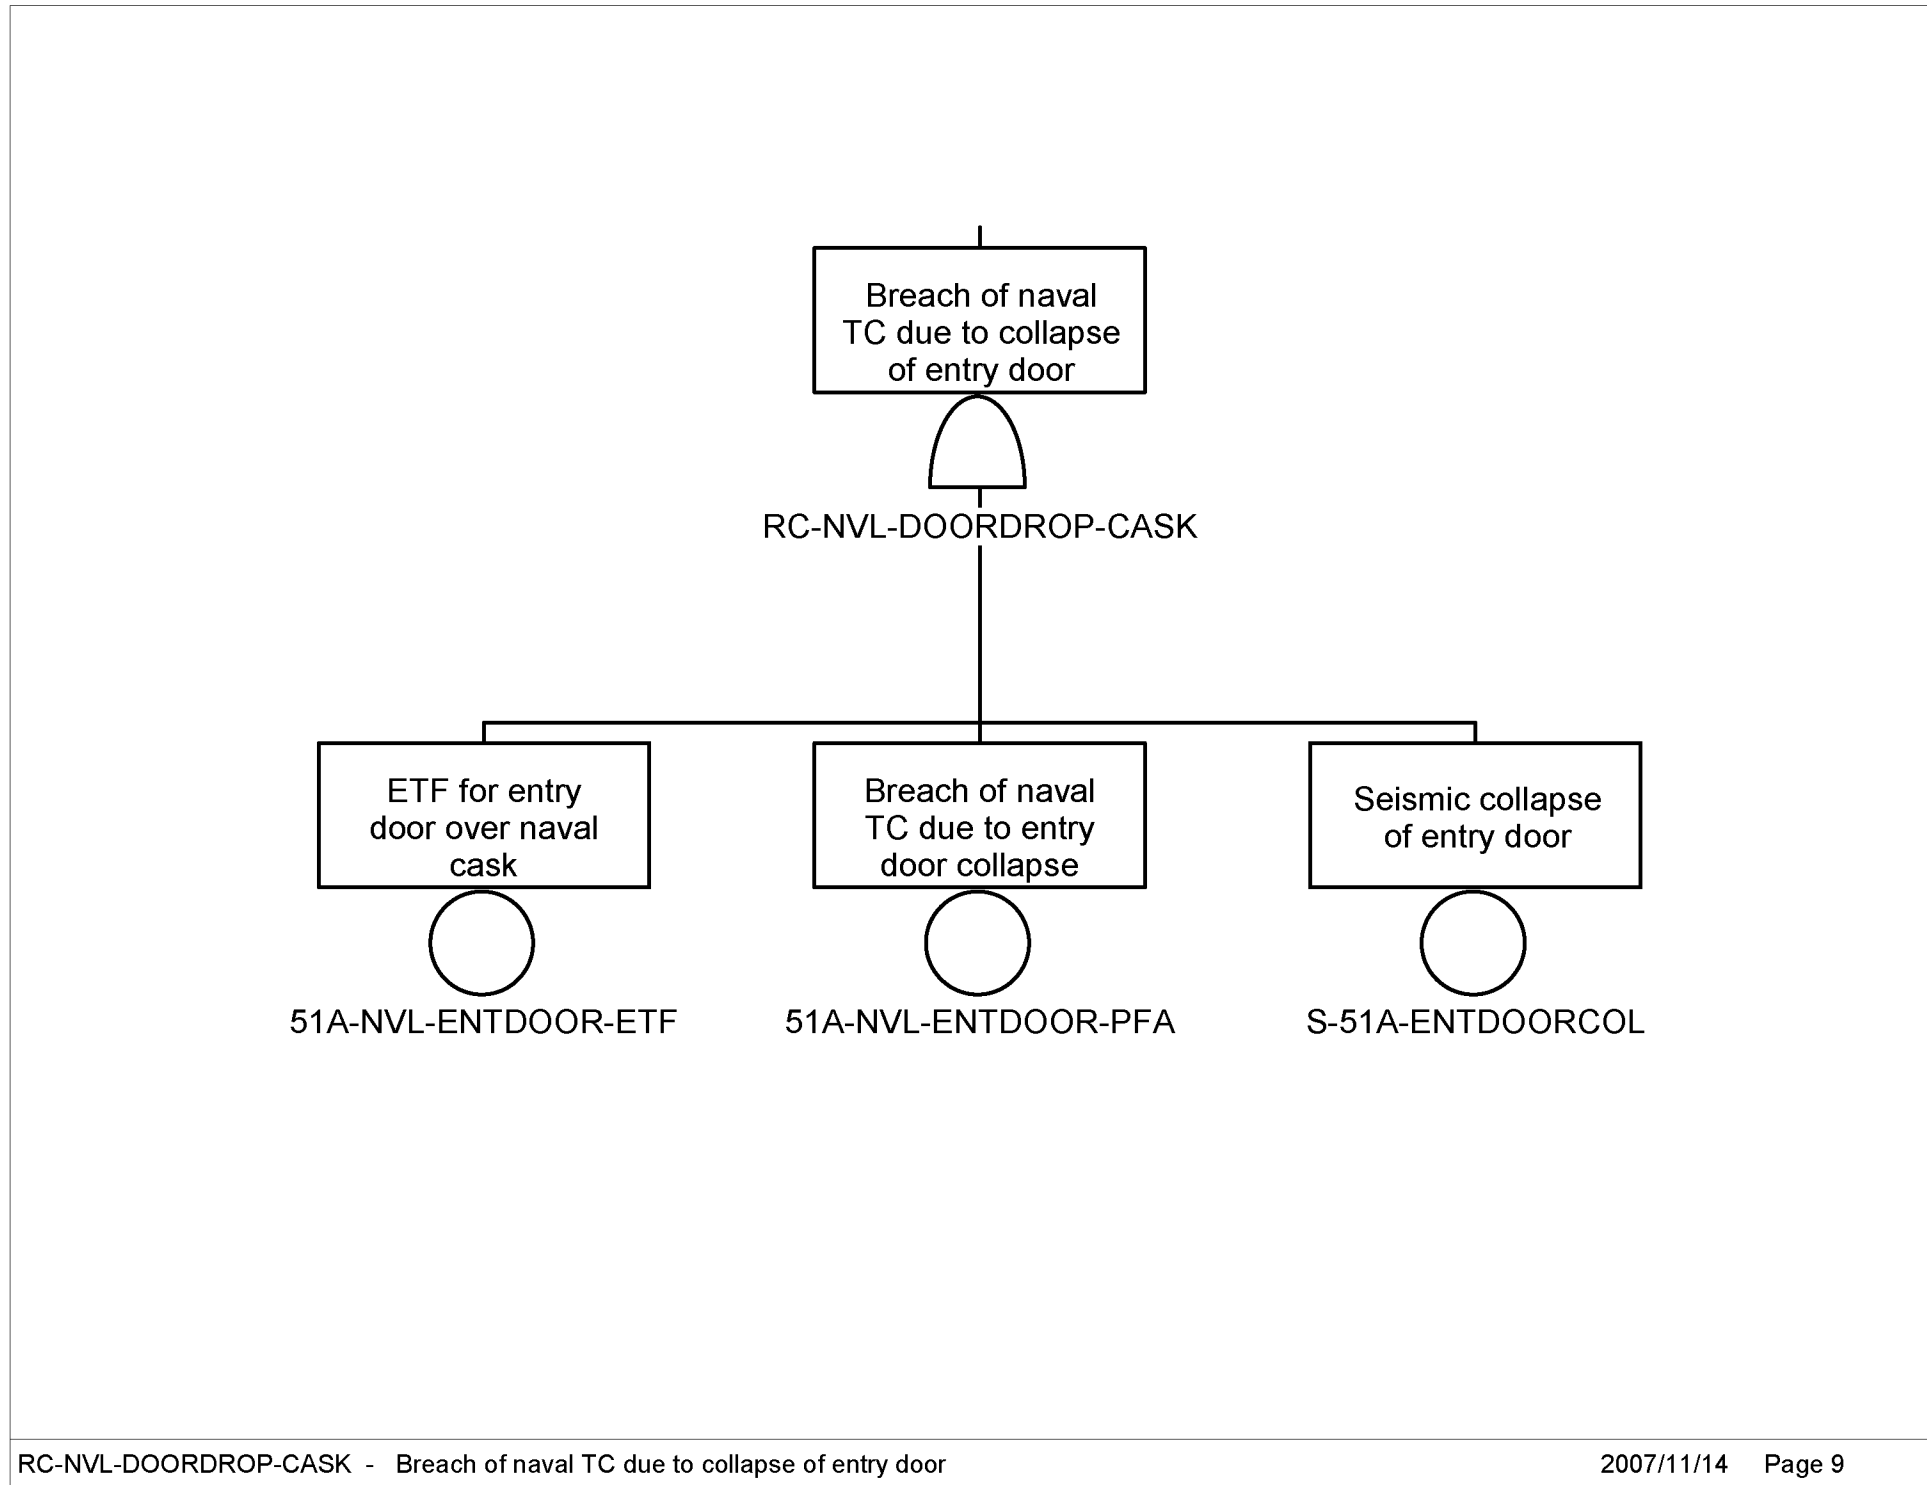 Breach of naval
TC due to collapse
of entry door
RC-NVL-DOORDROP-CASK
ETF for entry
door over naval
cask
51A-NVL-ENTDOOR-ETF
Breach of naval
TC due to entry
door collapse
51A-NVL-ENTDOOR-PFA
Seismic collapse
of entry door
S-51A-ENTDOORCOL
RC-NVL-DOORDROP-CASK - Breach of naval TC due to collapse of entry door
2007/11/14 Page 9